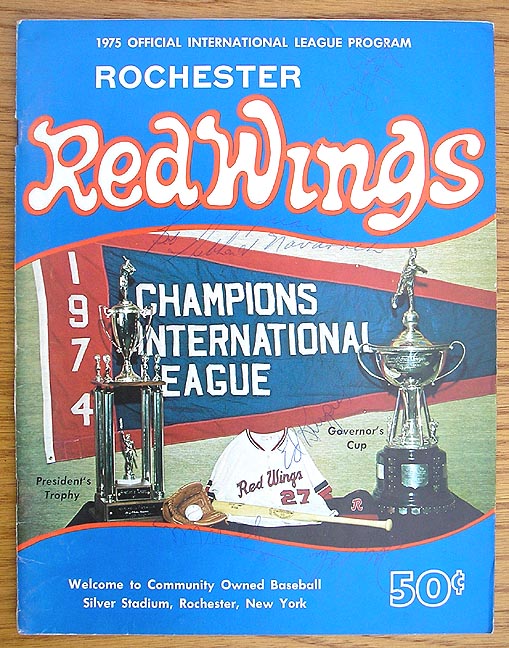 1975 OFFICIAL INTERNATIONAL LEAGUE PROGRAM
ROCHESTER
Red Wings
1974
CHAMPIONS
INTERNATIONAL
LEAGUE
Governor's
Cup
President's
Trophy
Red Wings
27
R
Welcome to Community Owned Baseball
Silver Stadium, Rochester, New York
50¢